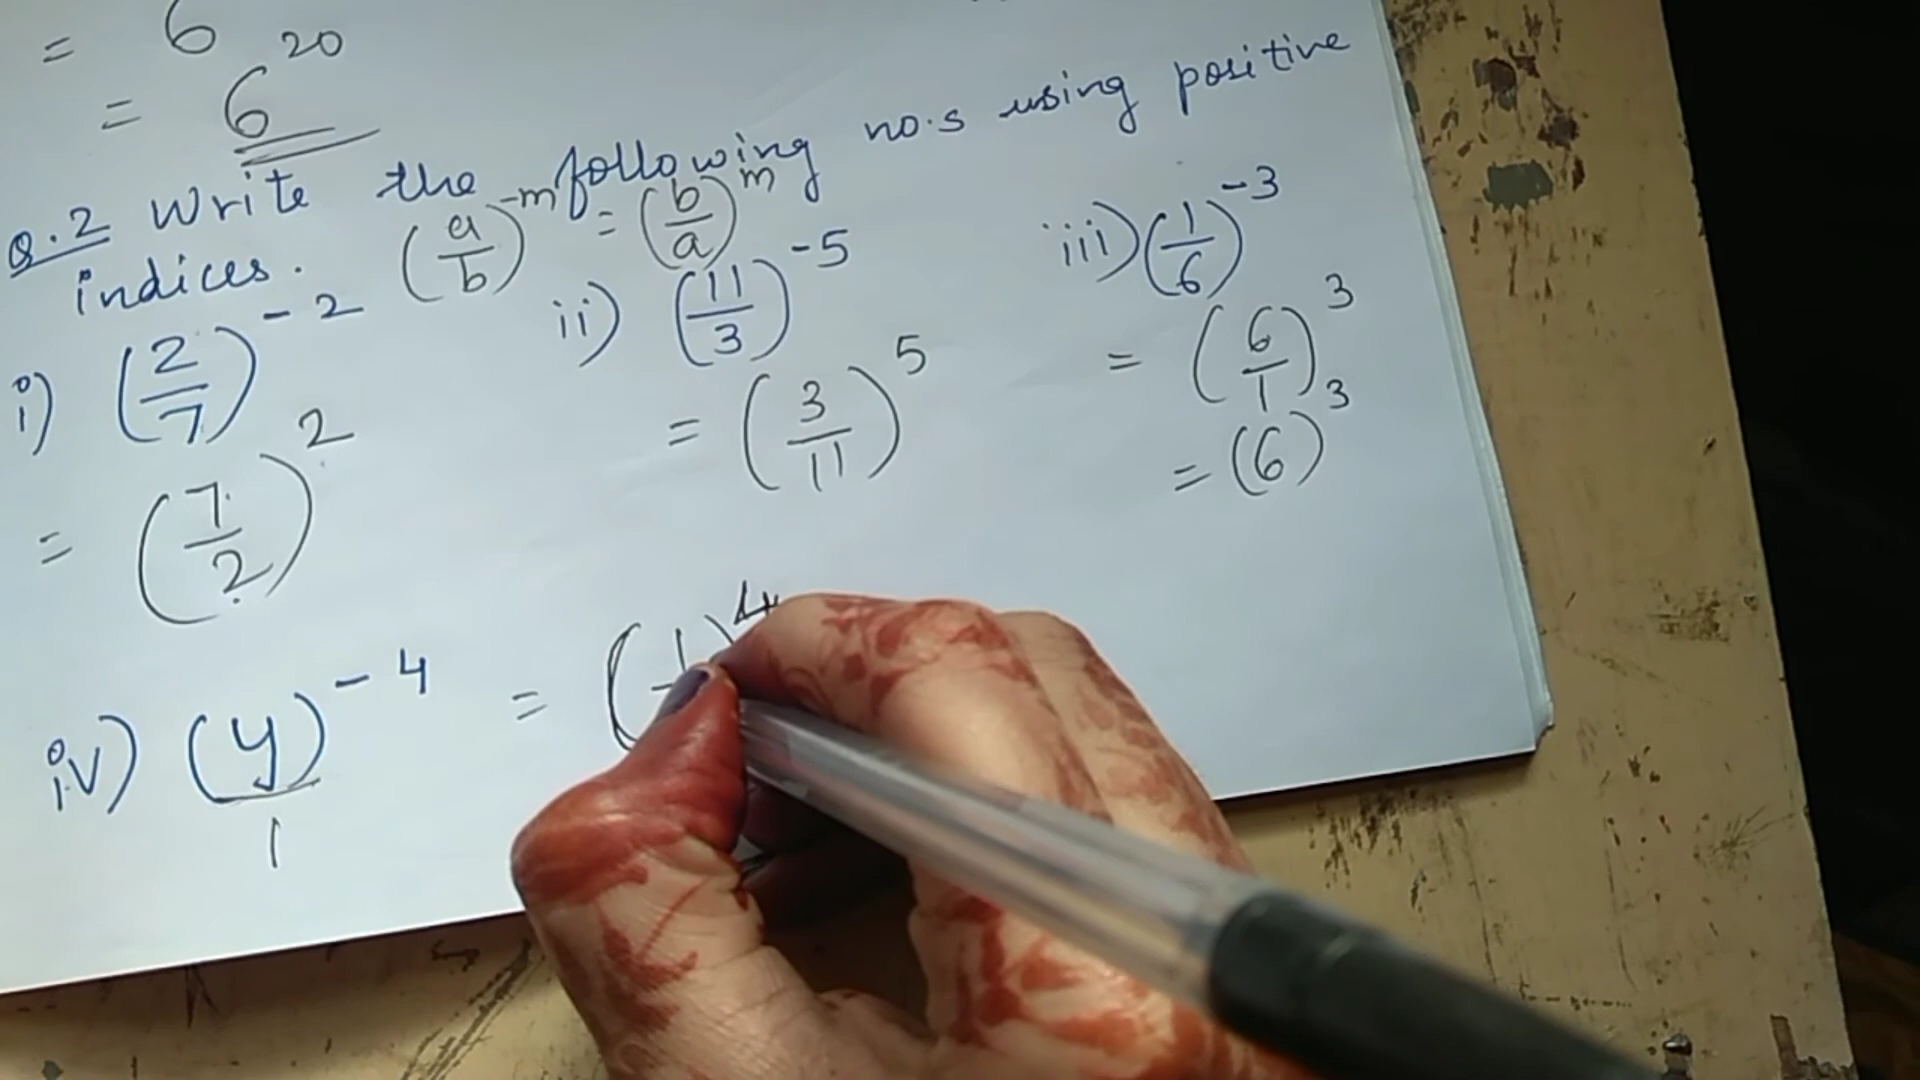 = 6
= 6^20
Q.2 Write the following no.s using positive
indices. (a/b)^-m = (b/a)^m
i) (2/7)^-2 ii) (11/3)^-5 iii) (1/6)^-3
= (7/2)^2 = (3/11)^5 = (6/1)^3
= (6)^3
iv) (y)^-4 = (1
1